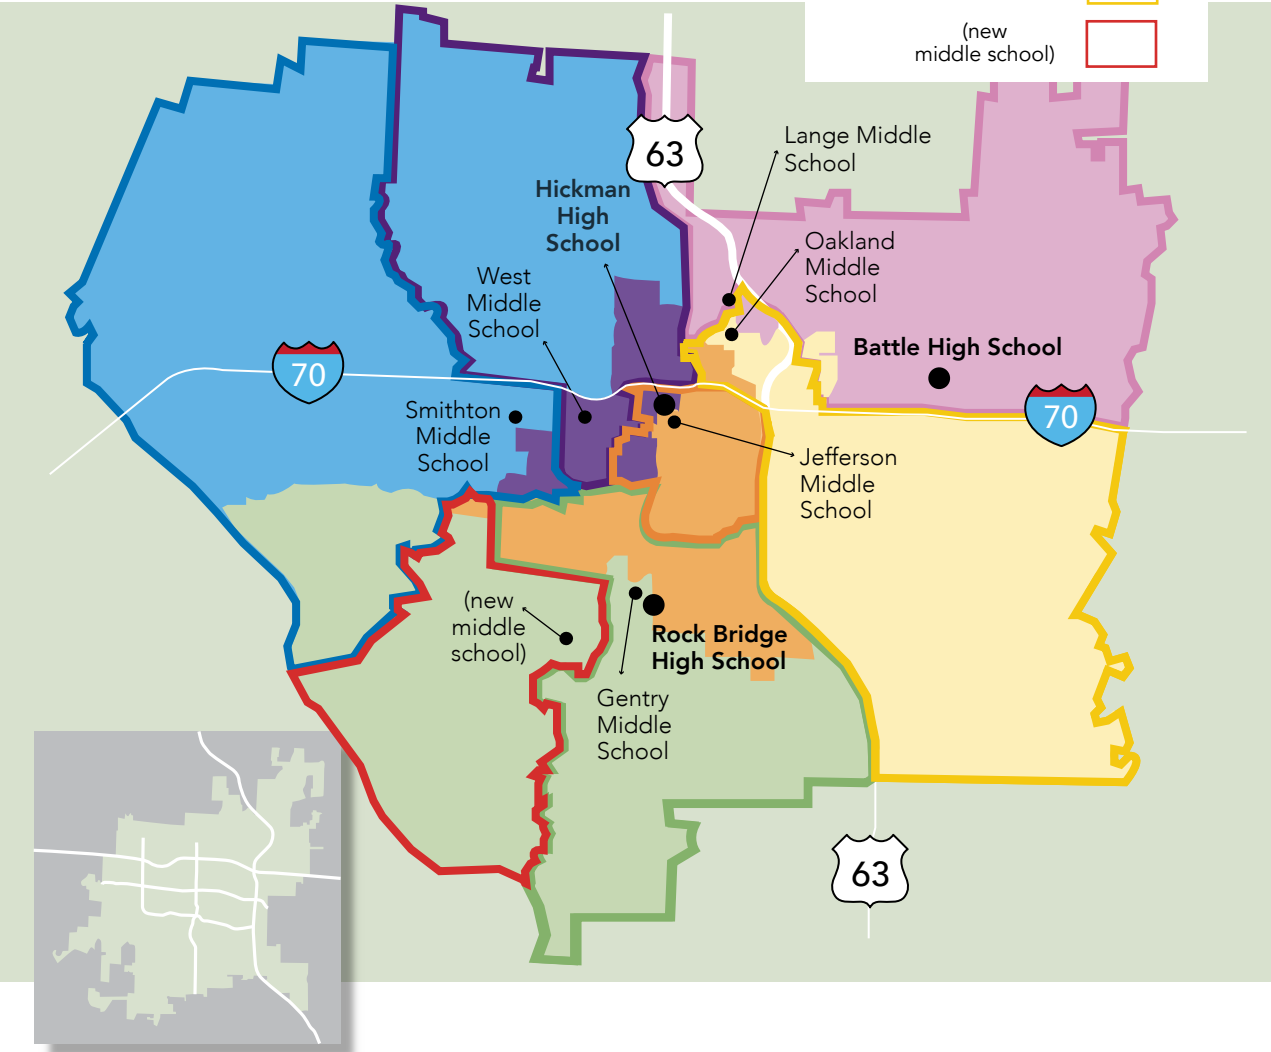 (new
middle school)
63
Lange Middle
School
Hickman
High
School
Oakland
Middle
School
West
Middle
School
Battle High School
70
70
Smithton
Middle
School
Jefferson
Middle
School
(new
middle
school)
Rock Bridge
High School
Gentry
Middle
School
63